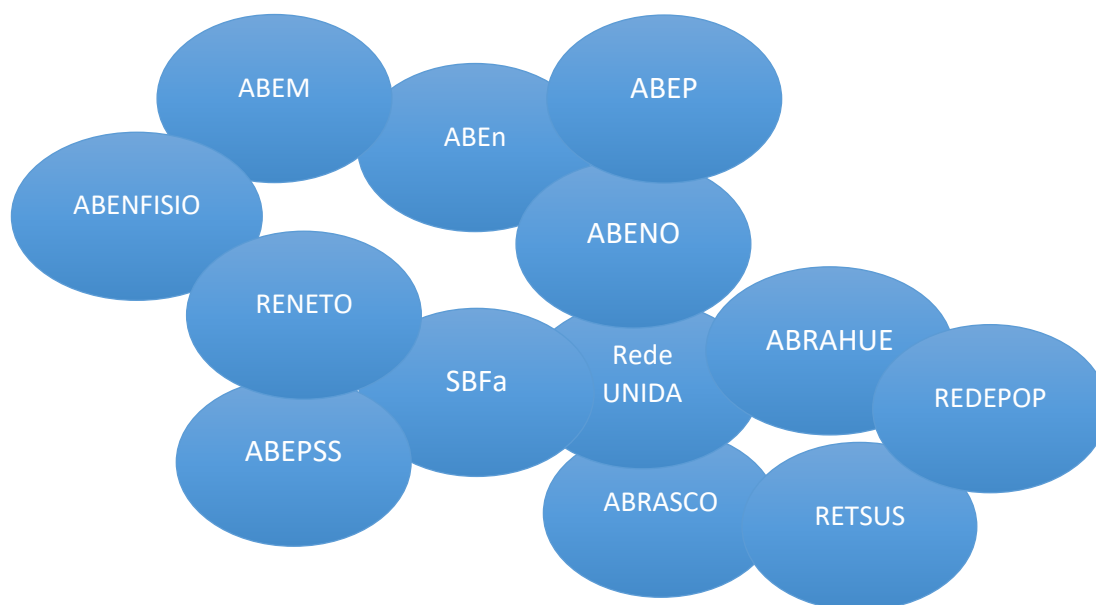 ABEM
ABEP
ABEn
ABENFISIO
ABENO
RENETO
ABRAHUE
Rede
UNIDA
SBFa
REDEPOP
ABEPSS
ABRASCO
RETSUS